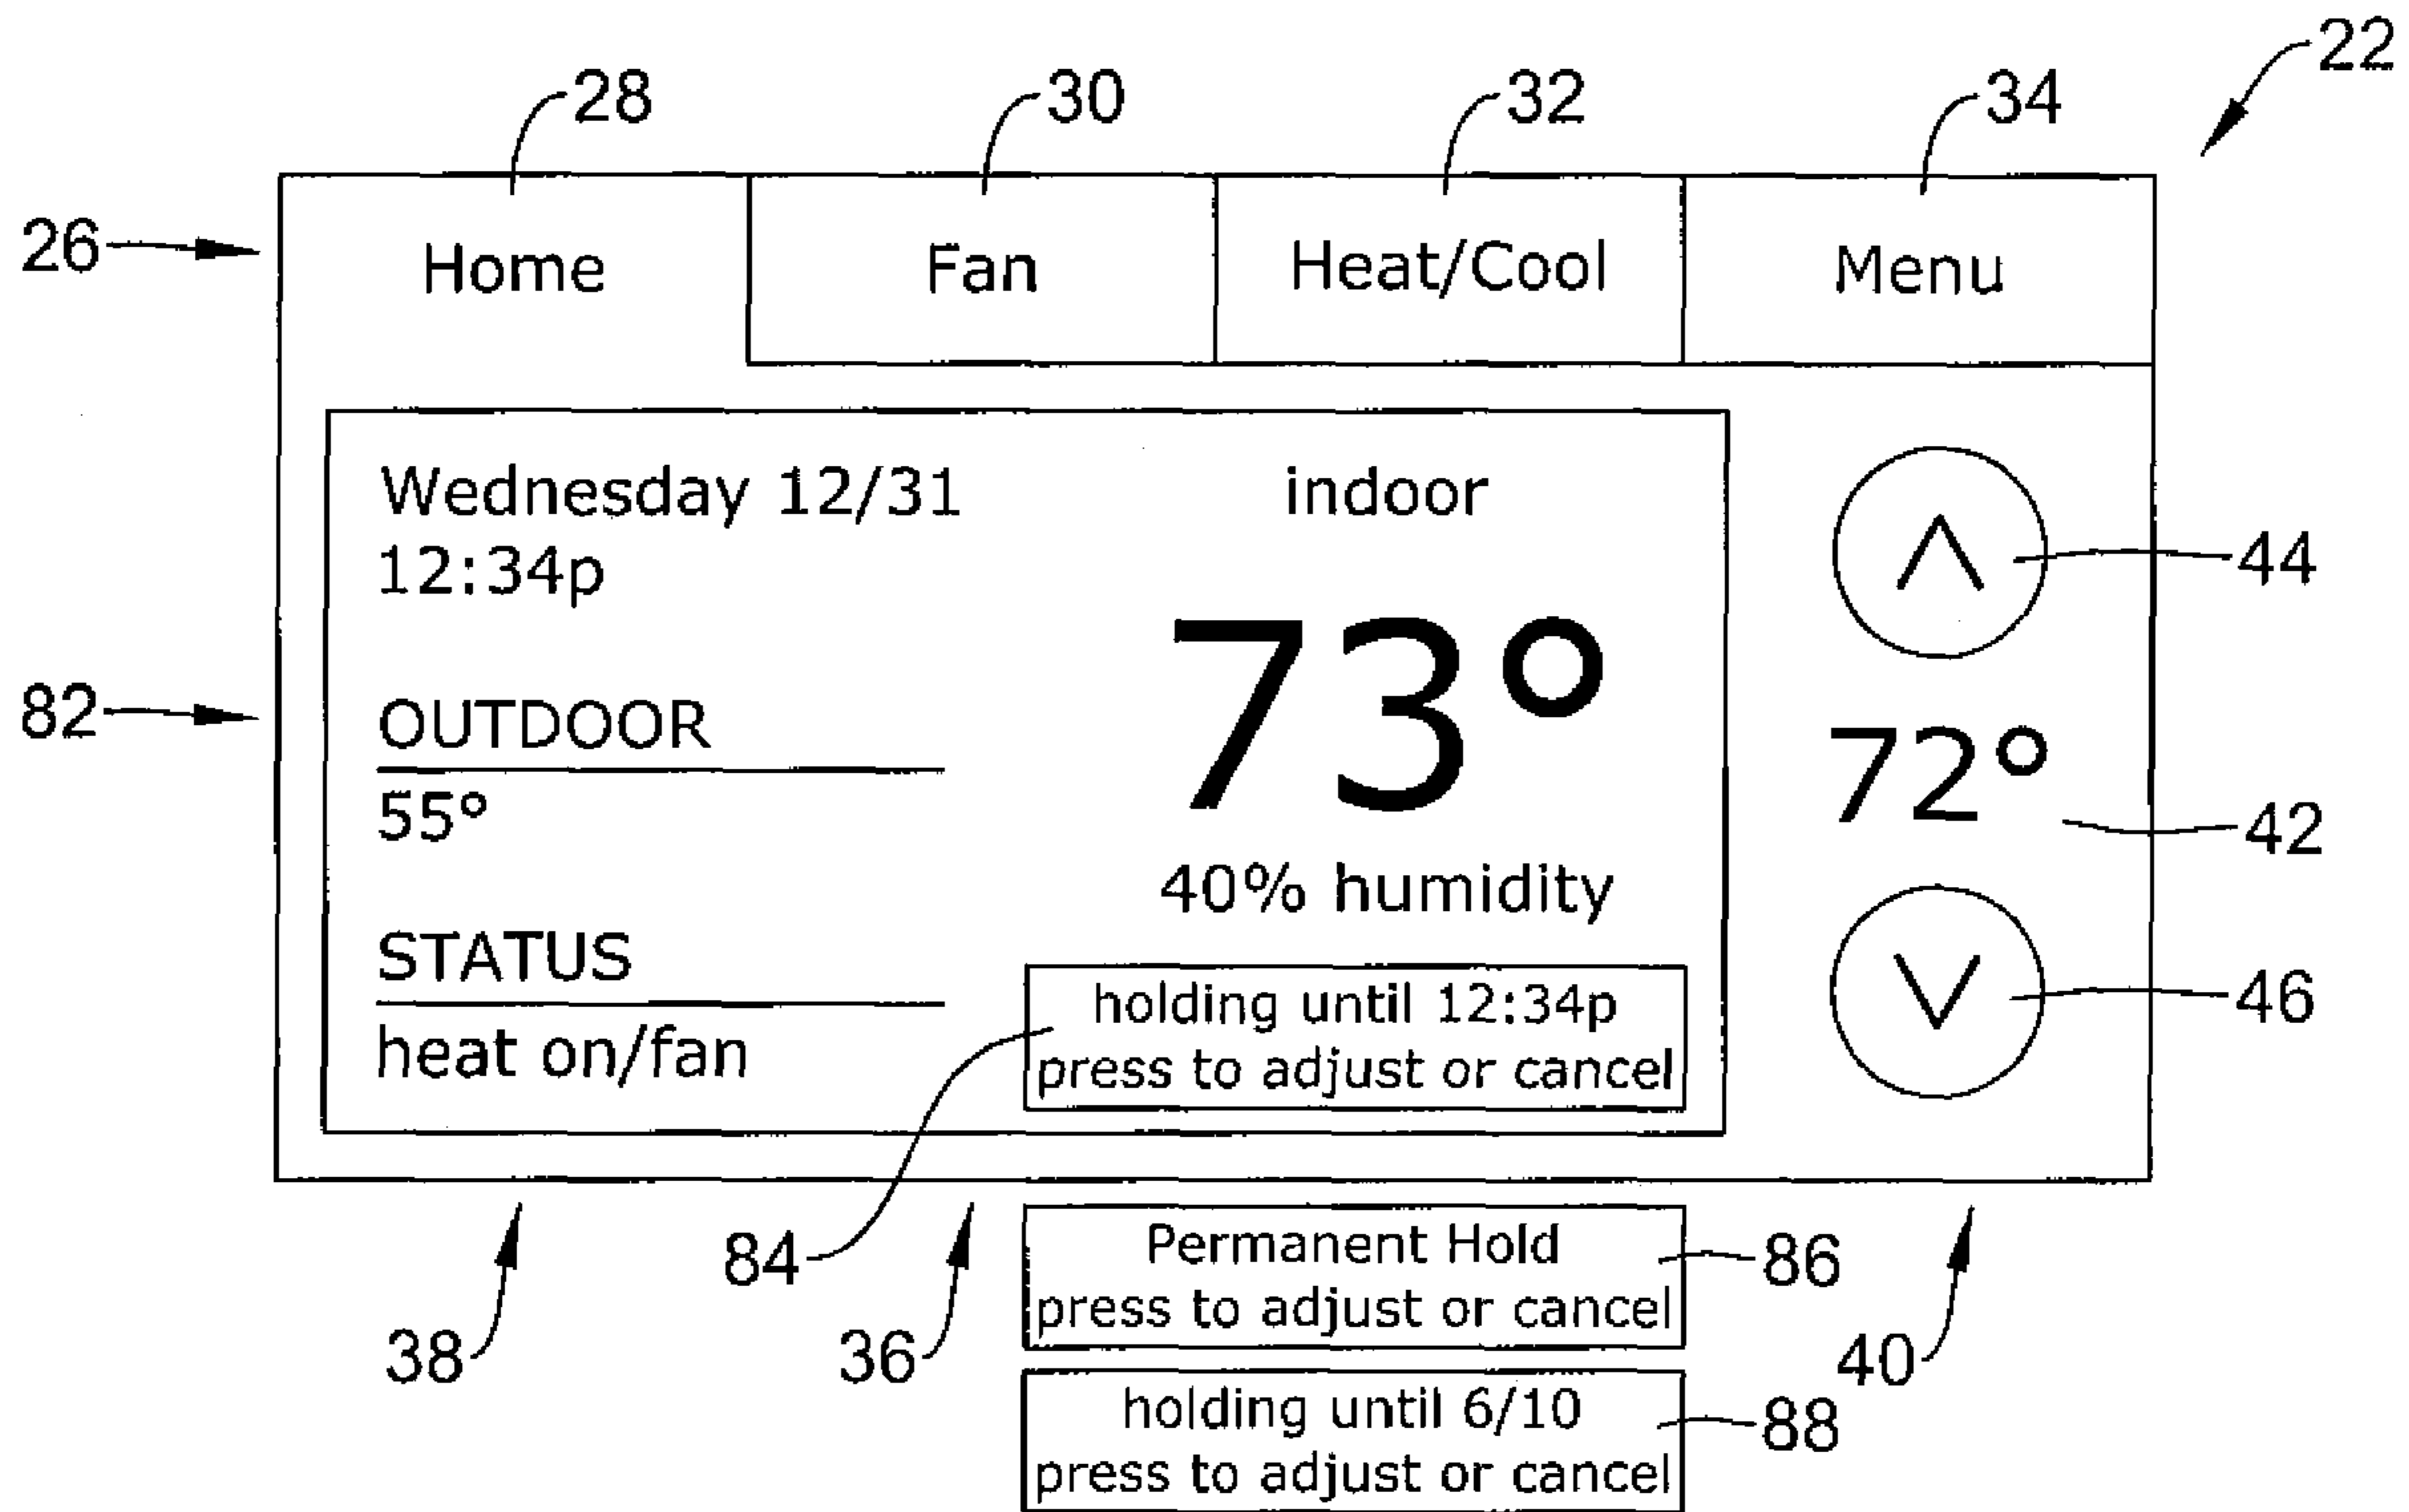 22
28
30
32
34
26
Home
Fan
Heat/Cool
Menu
Wednesday 12/31
12:34p
indoor
73°
44
82
OUTDOOR
55°
72°
42
40% humidity
STATUS
heat on/fan
holding until 12:34p
press to adjust or cancel
46
84
Permanent Hold
press to adjust or cancel
86
38
36
40
holding until 6/10
press to adjust or cancel
88